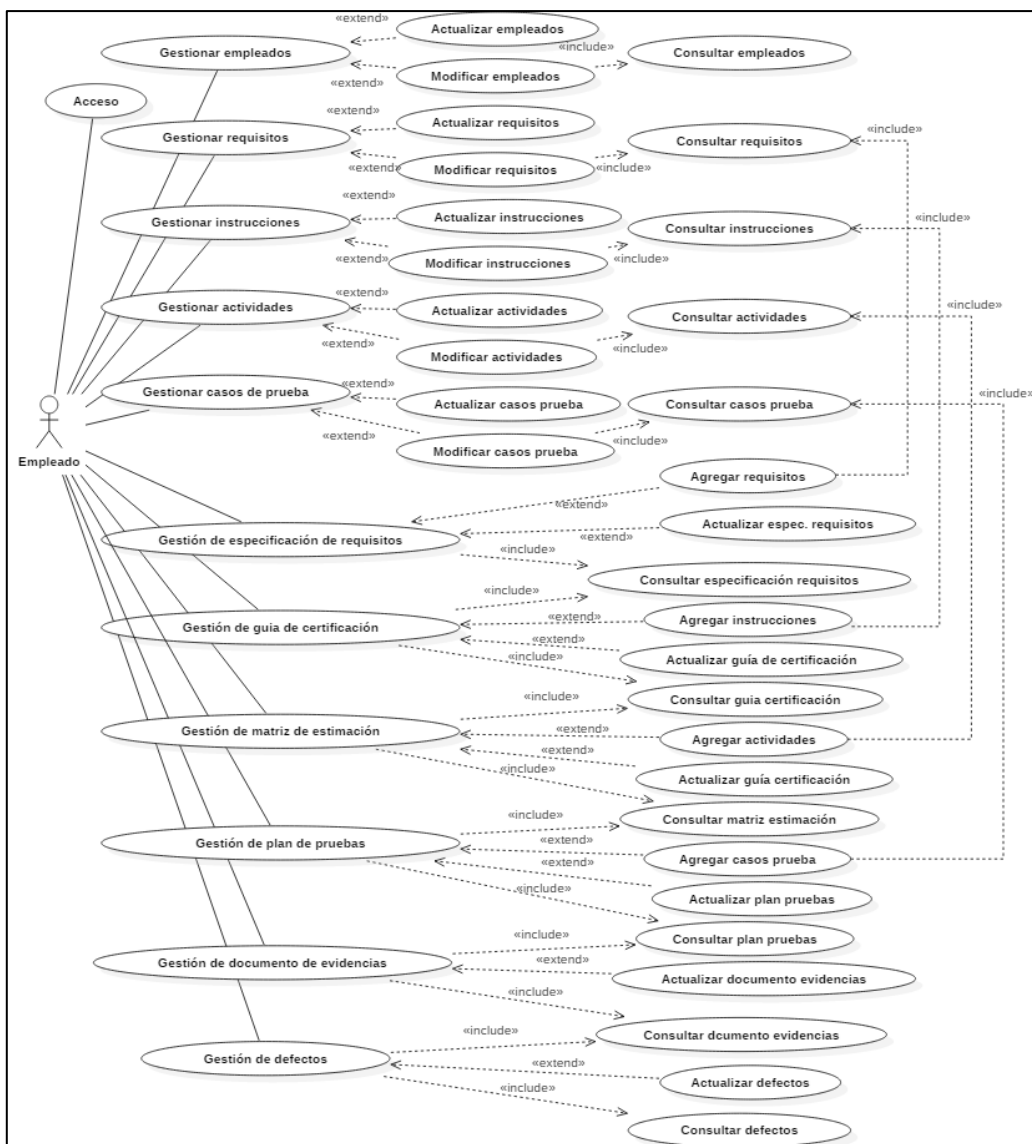 «extend»
Actualizar empleados
Gestionar empleados
«include»
Consultar empleados
Modificar empleados
«extend»
Acceso
«extend»
Actualizar requisitos
«include»
Gestionar requisitos
Consultar requisitos
«extend»
Modificar requisitos
«include»
«extend»
Actualizar instrucciones
«include»
Gestionar instrucciones
Consultar instrucciones
«extend»
Modificar instrucciones
«include»
«extend»
Actualizar actividades
«include»
Gestionar actividades
Consultar actividades
«extend»
Modificar actividades
«include»
«extend»
Gestionar casos de prueba
Actualizar casos prueba
Consultar casos prueba
«include»
«extend»
Modificar casos prueba
«include»
Empleado
Agregar requisitos
«extend»
Actualizar espec. requisitos
Gestión de especificación de requisitos
«extend»
«include»
Consultar especificación requisitos
«include»
Agregar instrucciones
«extend»
Gestión de guia de certificación
«extend»
«include»
Actualizar guía de certificación
«include»
Consultar guia certificación
Gestión de matriz de estimación
«extend»
Agregar actividades
«extend»
«include»
Actualizar guía certificación
«include»
Consultar matriz estimación
Gestión de plan de pruebas
«extend»
Agregar casos prueba
«extend»
«include»
Actualizar plan pruebas
«include»
Consultar plan pruebas
Gestión de documento de evidencias
«extend»
Actualizar documento evidencias
«include»
«include»
Consultar dcumento evidencias
Gestión de defectos
«extend»
Actualizar defectos
«include»
Consultar defectos